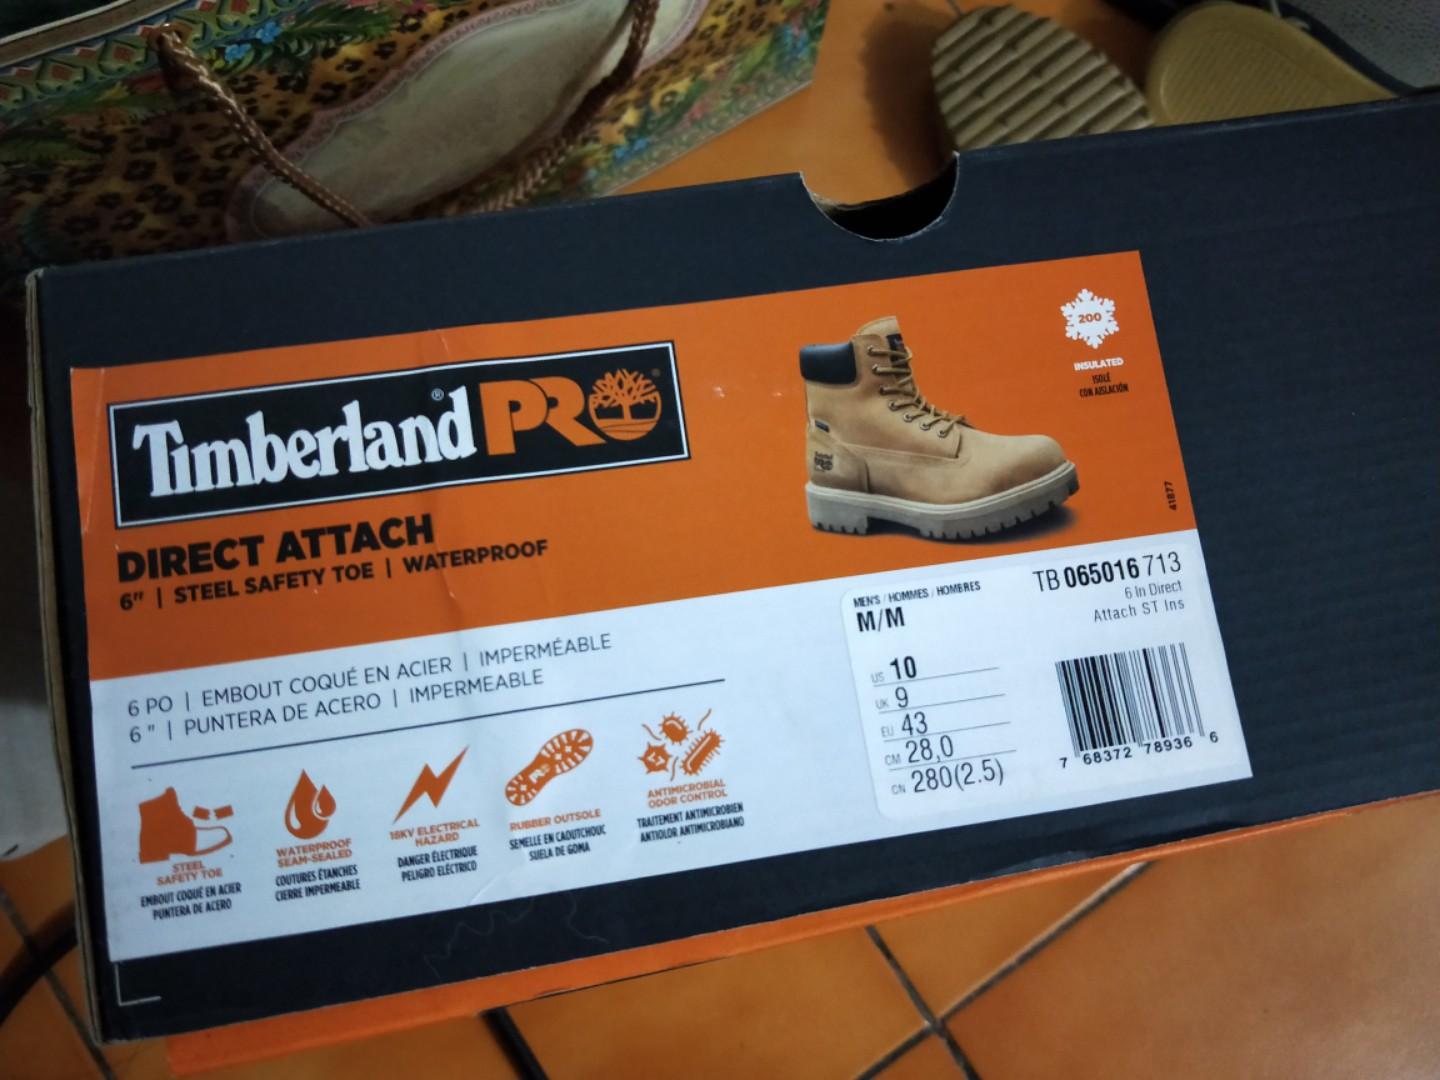 Timberland® PRO®
DIRECT ATTACH
6" | STEEL SAFETY TOE | WATERPROOF
6 PO | EMBOUT COQUÉ EN ACIER | IMPERMÉABLE
6 " | PUNTERA DE ACERO | IMPERMEABLE
STEEL
SAFETY TOE
EMBOUT COQUÉ EN ACIER
PUNTERA DE ACERO
WATERPROOF
SEAM-SEALED
COUTURES ÉTANCHES
CIERRE IMPERMEABLE
18KV ELECTRICAL
HAZARD
DANGER ÉLECTRIQUE
PELIGRO ELÉCTRICO
RUBBER OUTSOLE
SEMELLE EN CAOUTCHOUC
SUELA DE GOMA
ANTIMICROBIAL
ODOR CONTROL
TRAITEMENT ANTIMICROBIEN
ANTIOLOR ANTIMICROBIANO
200
INSULATED
ISOLÉ
CON AISLACIÓN
41877
MEN'S / HOMMES / HOMBRES
M/M
US 10
UK 9
EU 43
CM 28,0
CN 280(2.5)
TB 065016 713
6 In Direct
Attach ST Ins
7 68372 78936 6